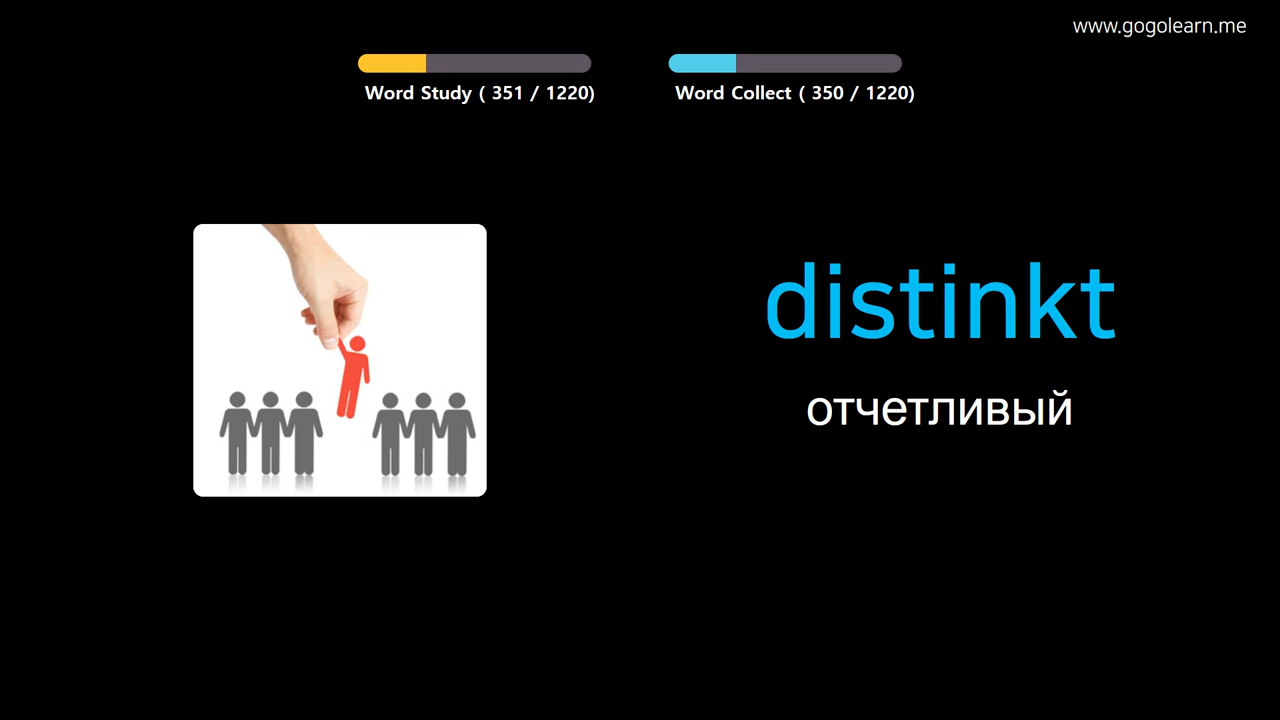 www.gogolearn.me
Word Study ( 351 / 1220)
Word Collect ( 350 / 1220)
distinkt
отчетливый